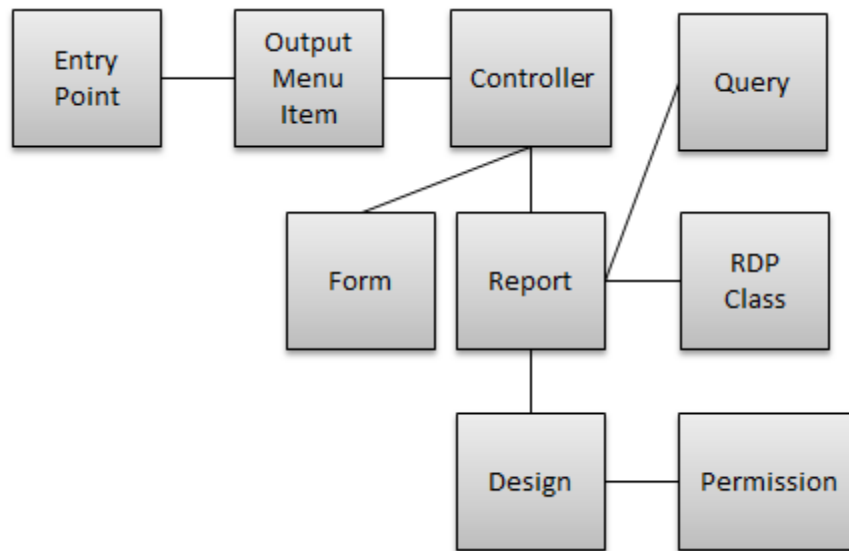 Entry
Point
Output
Menu
Item
Controller
Query
Form
Report
RDP
Class
Design
Permission